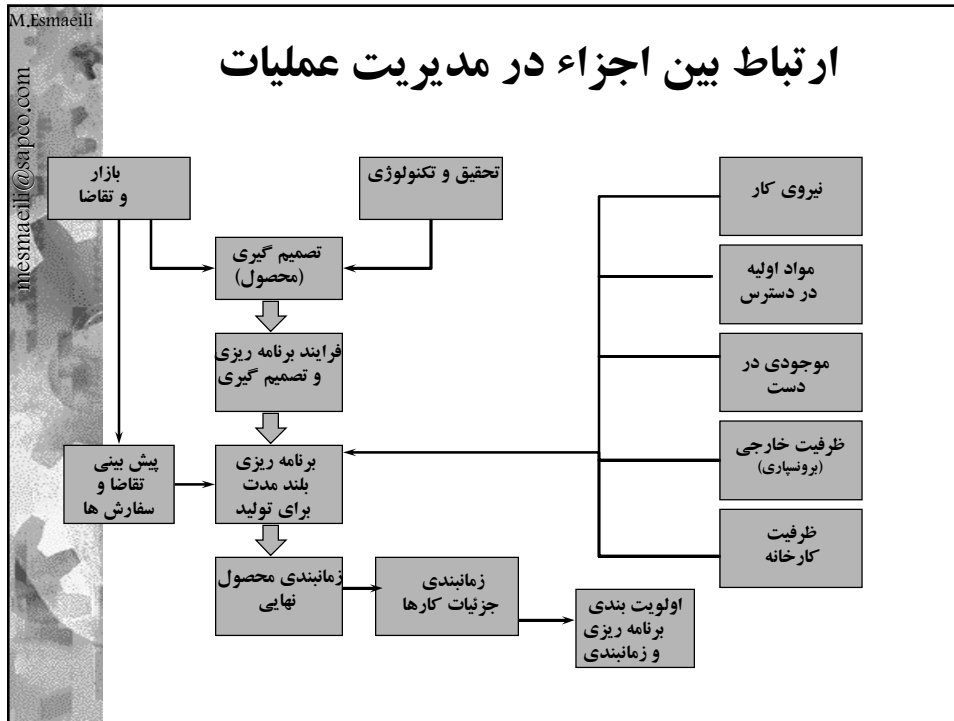 M.Esmaeili
mesmaeili@sapco.com
ارتباط بین اجزاء در مدیریت عملیات
بازار
و تقاضا
تحقیق و تکنولوژی
نیروی کار
تصمیم گیری
(محصول)
مواد اولیه
در دسترس
فرایند برنامه ریزی
و تصمیم گیری
موجودی در
دست
پیش بینی
تقاضا و
سفارش ها
برنامه ریزی
بلند مدت
برای تولید
ظرفیت خارجی
(برونسپاری)
ظرفیت
کارخانه
زمانبندی محصول
نهایی
زمانبندی
جزئیات کارها
اولویت بندی
برنامه ریزی
و زمانبندی